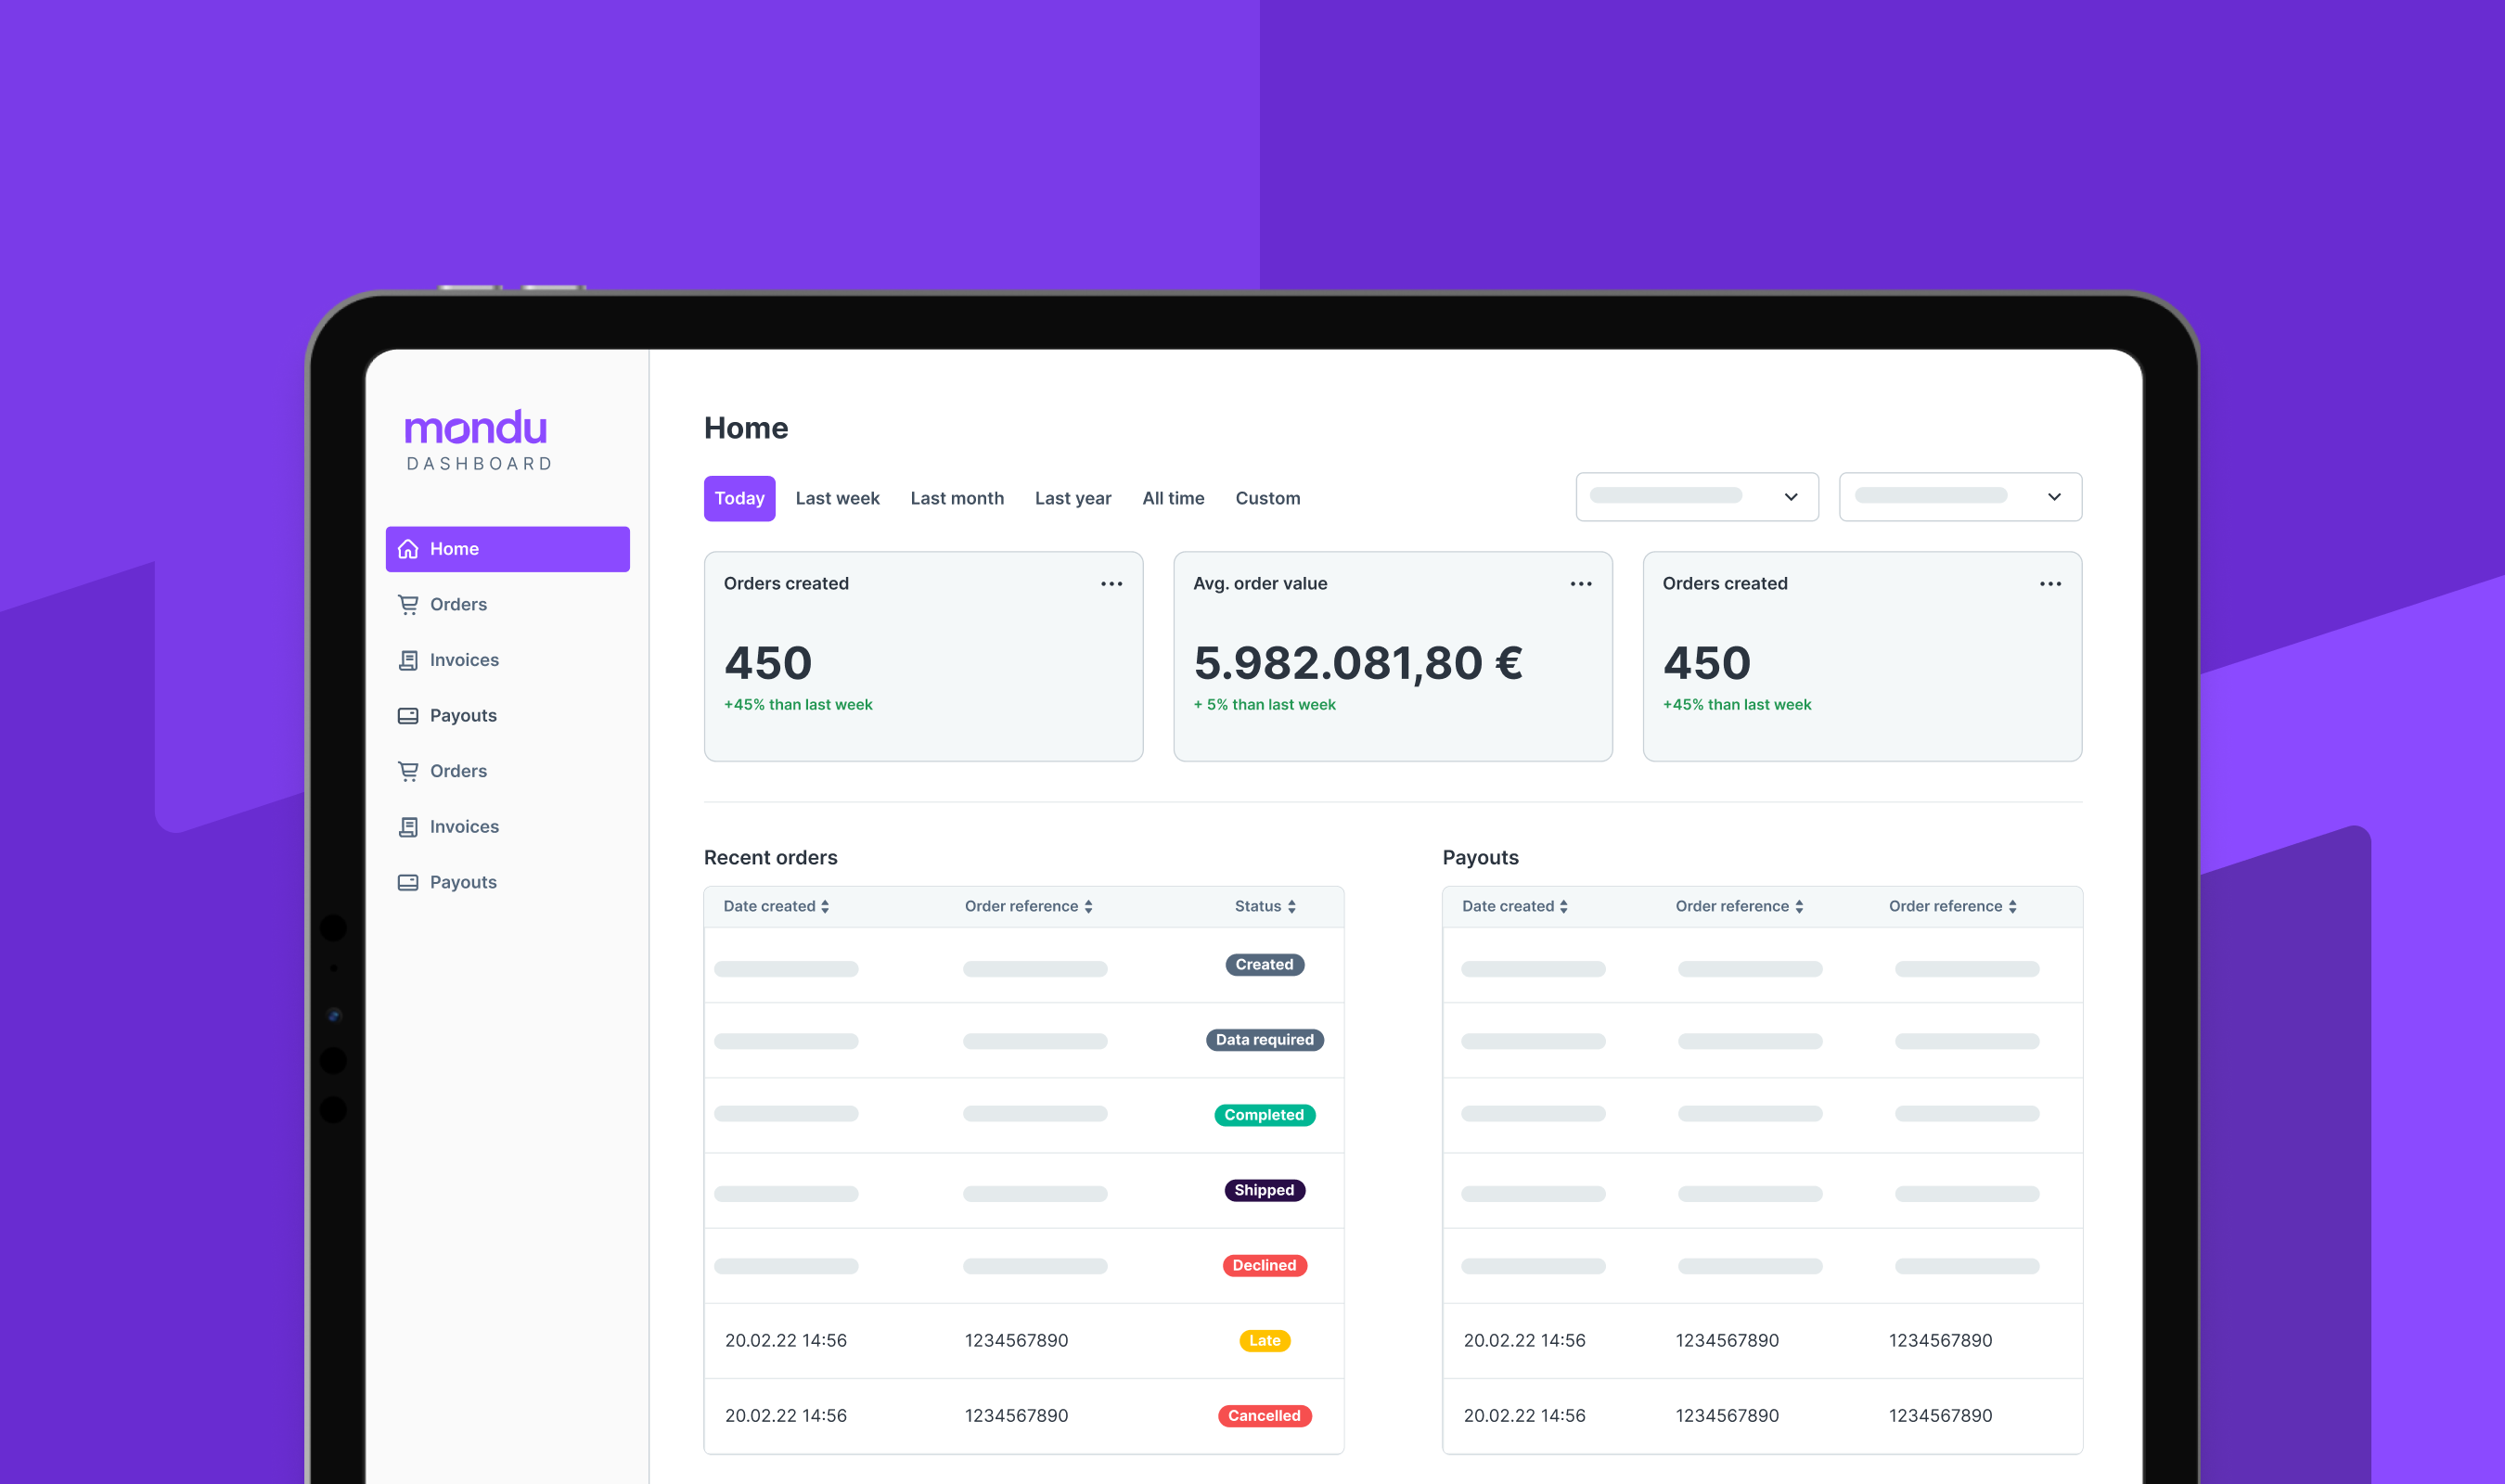 mondu
DASHBOARD
Home
Orders
Invoices
Payouts
Orders
Invoices
Payouts
Home
Today Last week Last month Last year All time Custom
Orders created
450
+45% than last week
Avg. order value
5.982.081,80 €
+ 5% than last week
Orders created
450
+45% than last week
Recent orders
Date created Order reference Status
Created
Data required
Completed
Shipped
Declined
20.02.22 14:56 1234567890 Late
20.02.22 14:56 1234567890 Cancelled
Payouts
Date created Order reference Order reference
20.02.22 14:56 1234567890 1234567890
20.02.22 14:56 1234567890 1234567890